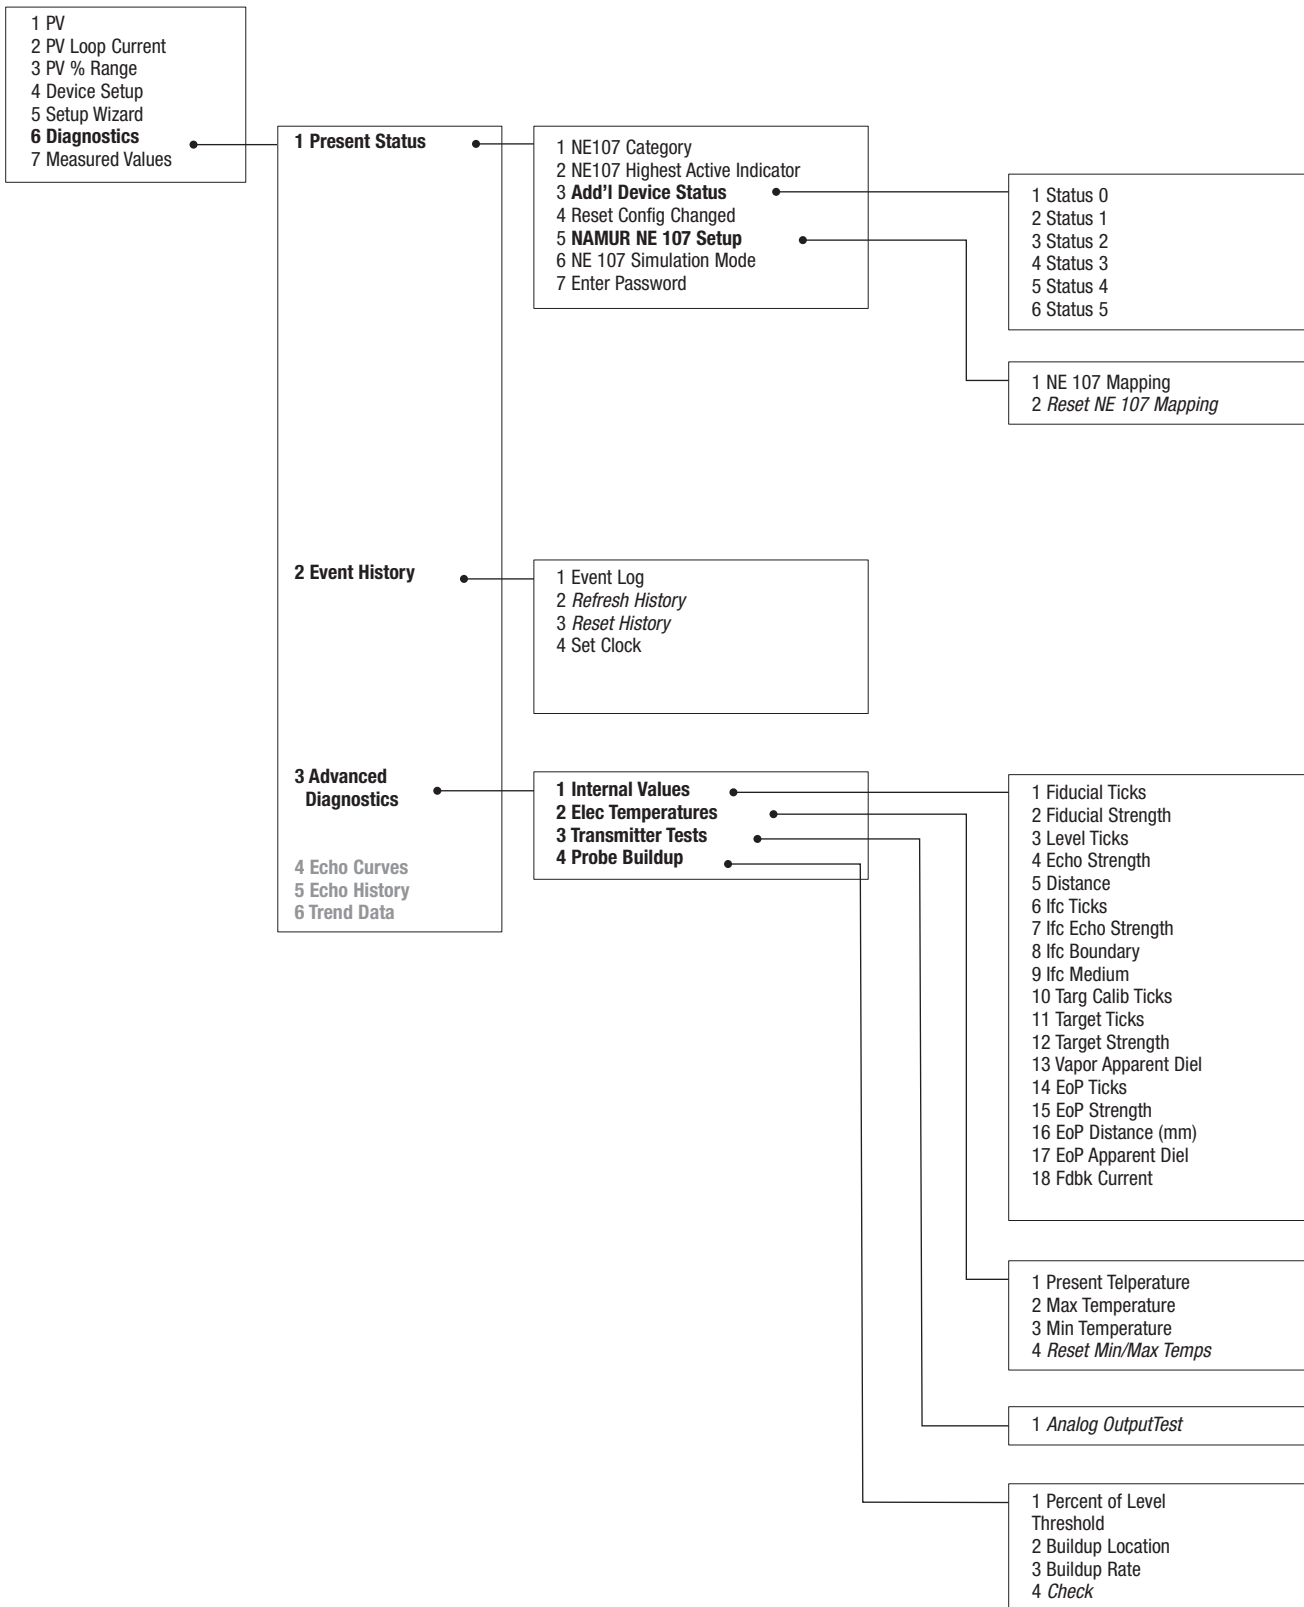 1 PV
2 PV Loop Current
3 PV % Range
4 Device Setup
5 Setup Wizard
6 Diagnostics
7 Measured Values
1 Present Status
1 NE107 Category
2 NE107 Highest Active Indicator
3 Add'l Device Status
4 Reset Config Changed
5 NAMUR NE 107 Setup
6 NE 107 Simulation Mode
7 Enter Password
1 Status 0
2 Status 1
3 Status 2
4 Status 3
5 Status 4
6 Status 5
1 NE 107 Mapping
2 Reset NE 107 Mapping
2 Event History
1 Event Log
2 Refresh History
3 Reset History
4 Set Clock
3 Advanced
Diagnostics
4 Echo Curves
5 Echo History
6 Trend Data
1 Internal Values
2 Elec Temperatures
3 Transmitter Tests
4 Probe Buildup
1 Fiducial Ticks
2 Fiducial Strength
3 Level Ticks
4 Echo Strength
5 Distance
6 Ifc Ticks
7 Ifc Echo Strength
8 Ifc Boundary
9 Ifc Medium
10 Targ Calib Ticks
11 Target Ticks
12 Target Strength
13 Vapor Apparent Diel
14 EoP Ticks
15 EoP Strength
16 EoP Distance (mm)
17 EoP Apparent Diel
18 Fdbk Current
1 Present Telperature
2 Max Temperature
3 Min Temperature
4 Reset Min/Max Temps
1 Analog OutputTest
1 Percent of Level
Threshold
2 Buildup Location
3 Buildup Rate
4 Check